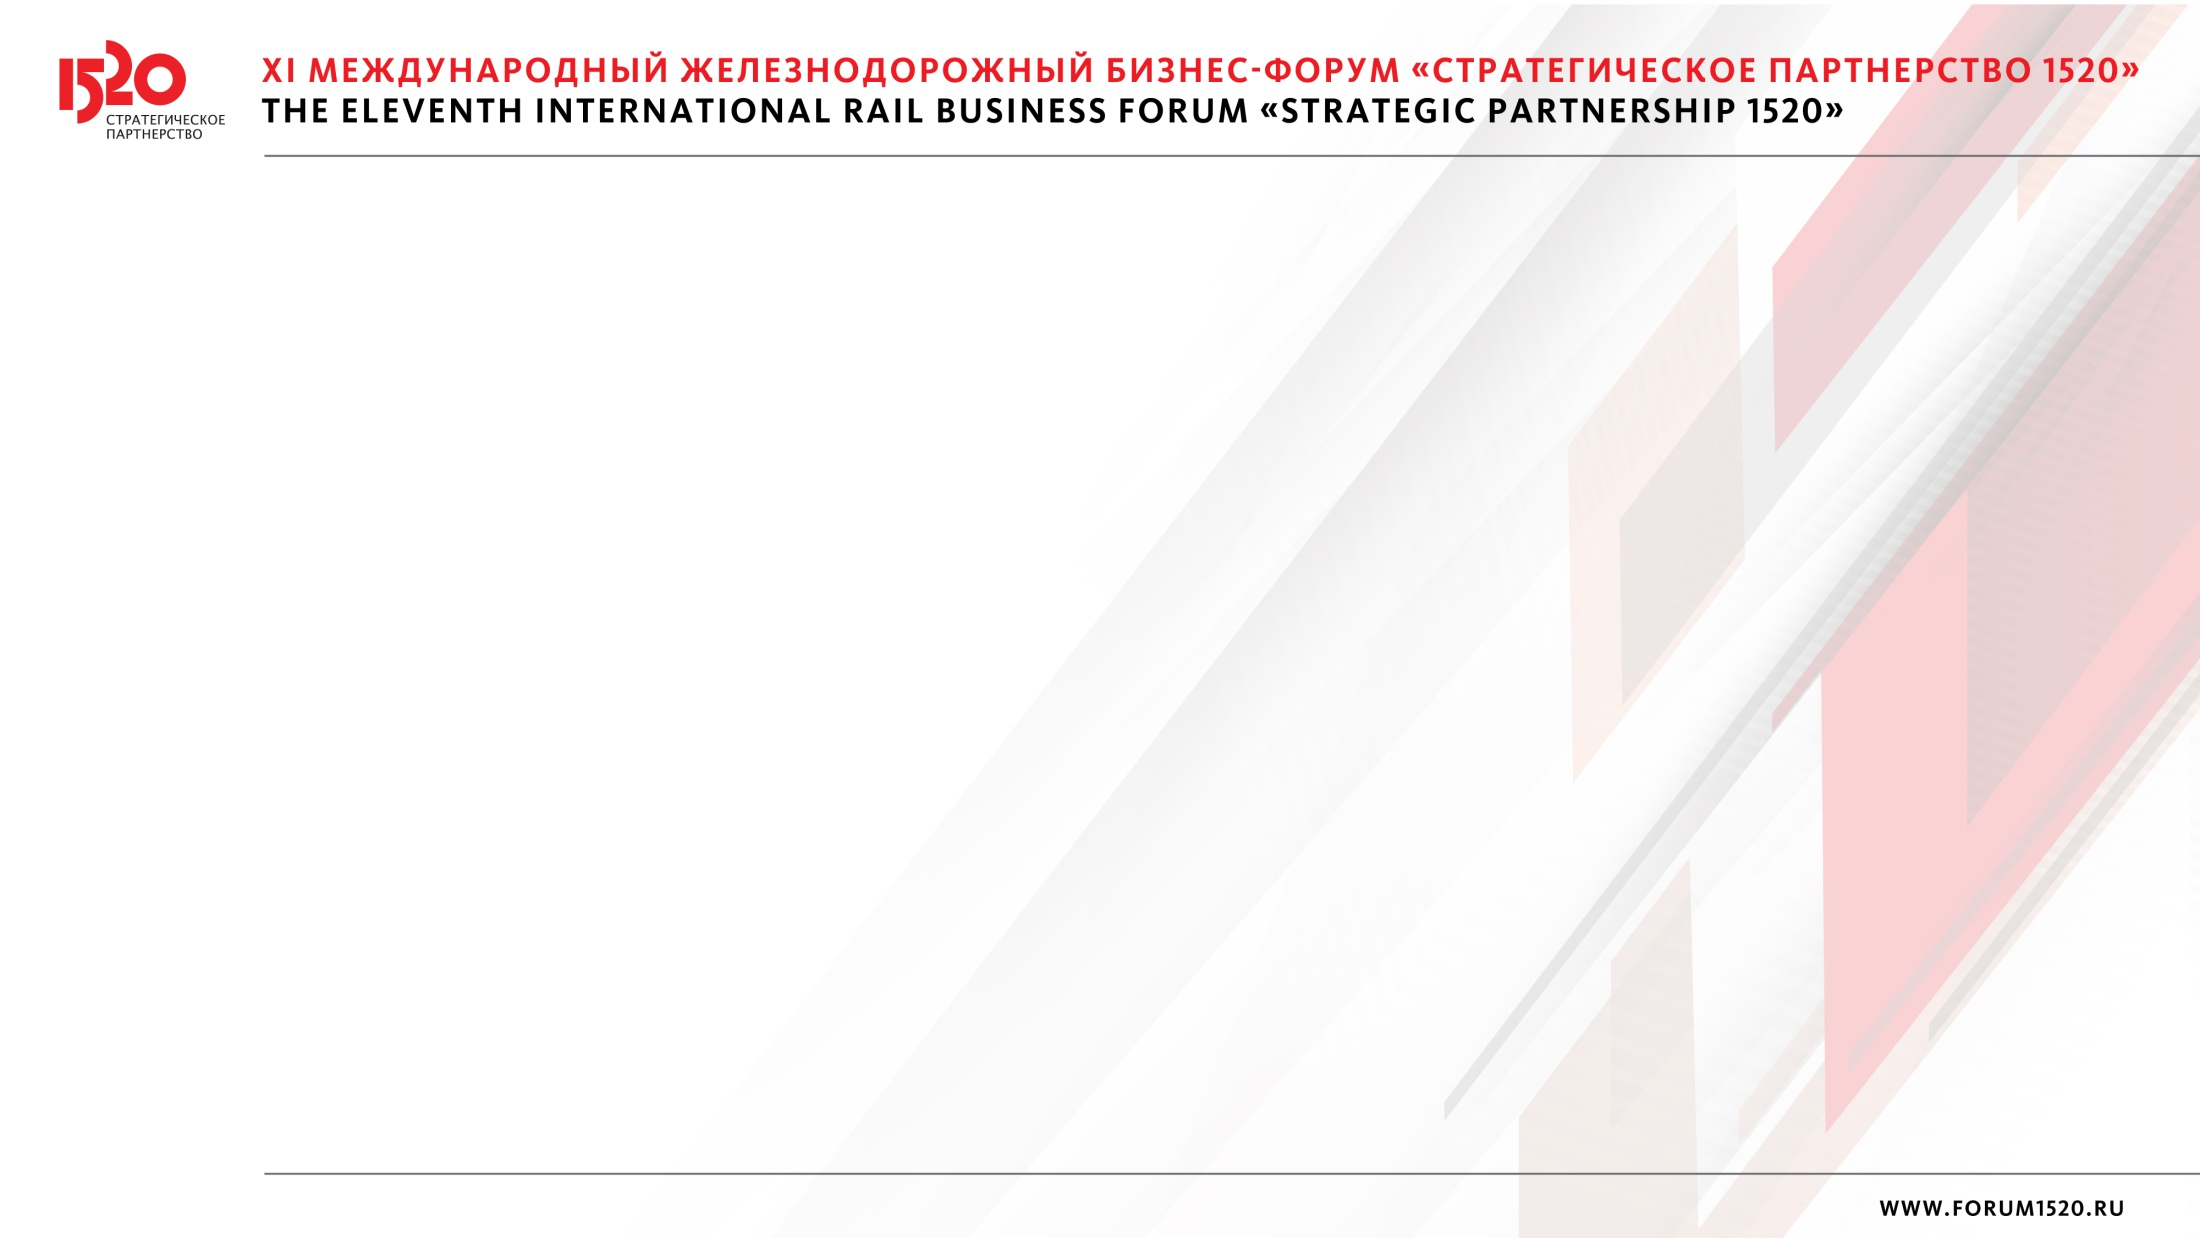 1520
СТРАТЕГИЧЕСКОЕ
ПАРТНЕРСТВО
XI МЕЖДУНАРОДНЫЙ ЖЕЛЕЗНОДОРОЖНЫЙ БИЗНЕС-ФОРУМ «СТРАТЕГИЧЕСКОЕ ПАРТНЕРСТВО 1520»
THE ELEVENTH INTERNATIONAL RAIL BUSINESS FORUM «STRATEGIC PARTNERSHIP 1520»
WWW.FORUM1520.RU